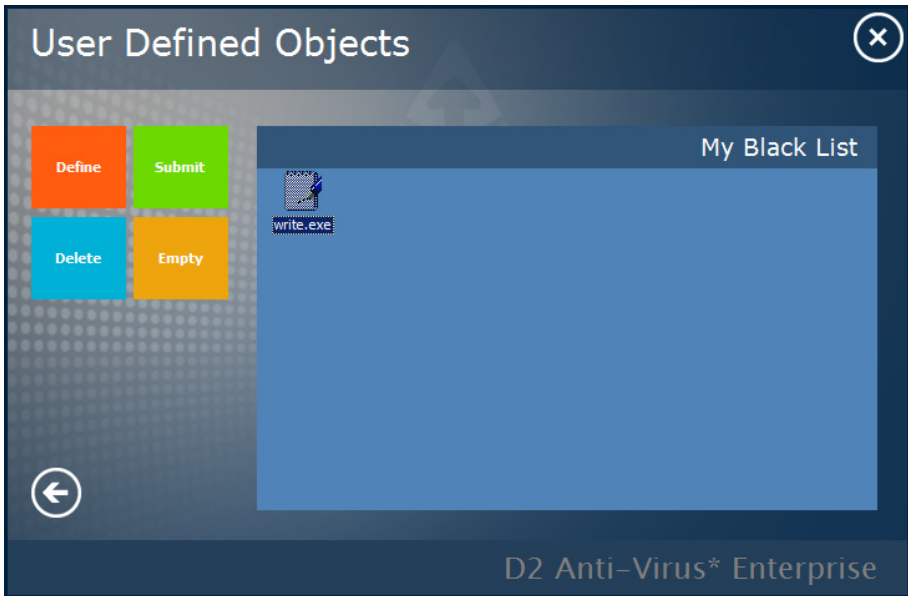 User Defined Objects
Define
Submit
My Black List
write.exe
Delete
Empty
D2 Anti-Virus* Enterprise